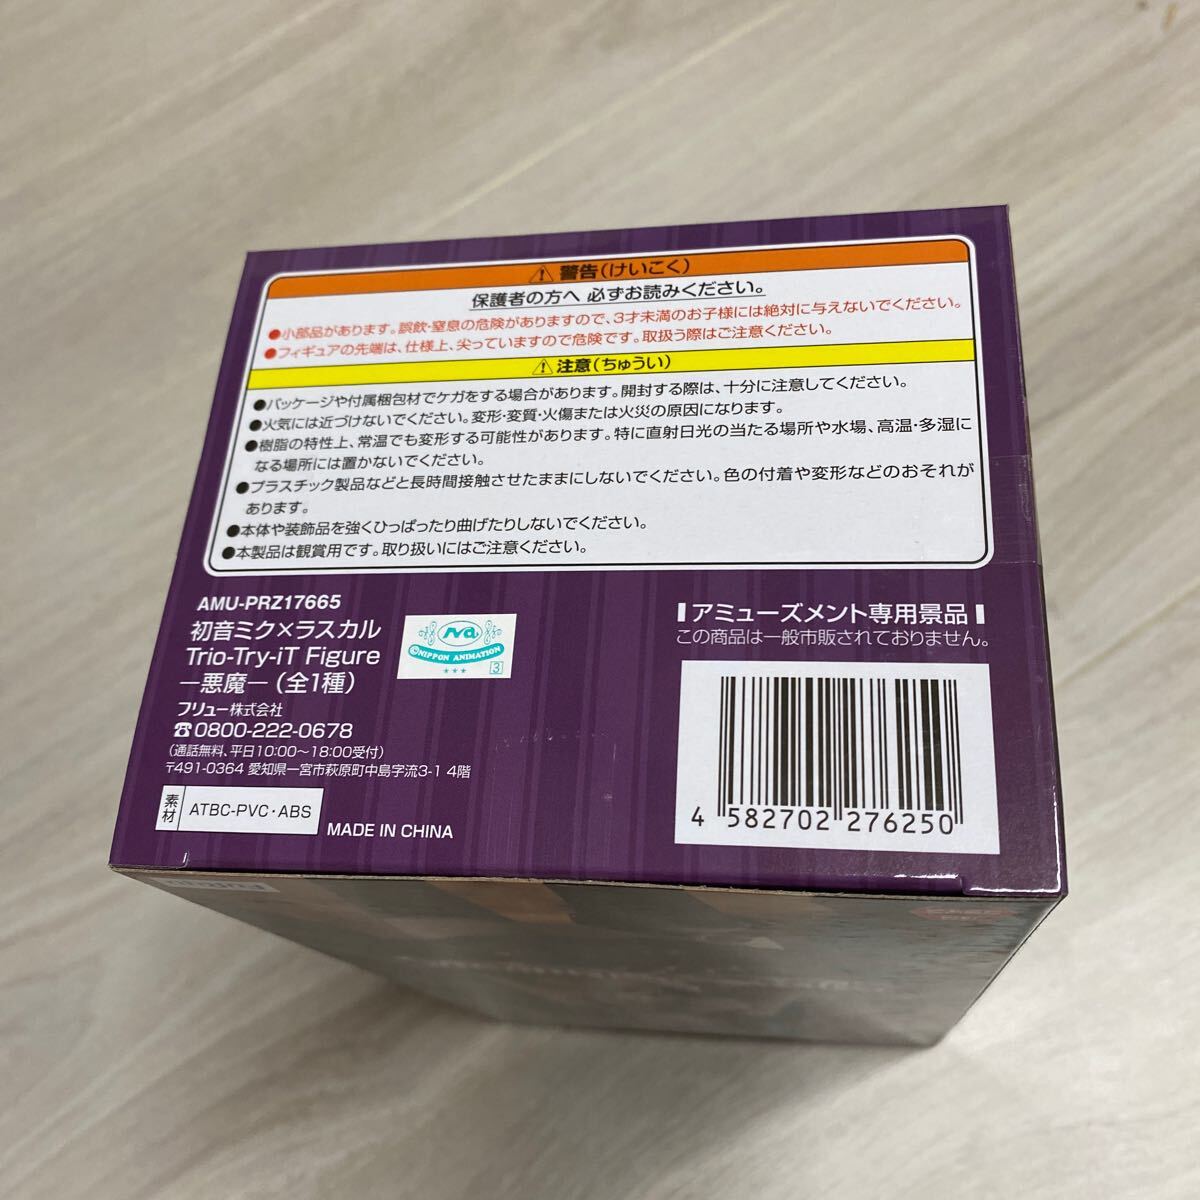 ⚠警告(けいこく)
保護者の方へ 必ずお読みください。
●小部品があります。誤飲・窒息の危険がありますので、3才未満のお子様には絶対に与えないでください。
●フィギュアの先端は、仕様上、尖っていますので危険です。取扱う際はご注意ください。
⚠注意(ちゅうい)
●パッケージや付属梱包材でケガをする場合があります。開封する際は、十分に注意してください。
●火気には近づけないでください。変形・変質・火傷または火災の原因になります。
●樹脂の特性上、常温でも変形する可能性があります。特に直射日光の当たる場所や水場、高温・多湿に
なる場所には置かないでください。
●プラスチック製品などと長時間接触させたままにしないでください。色の付着や変形などのおそれが
あります。
●本体や装飾品を強くひっぱったり曲げたりしないでください。
●本製品は観賞用です。取り扱いにはご注意ください。
AMU-PRZ17665
初音ミク×ラスカル
Trio-Try-iT Figure
―悪魔―(全1種)
フリュー株式会社
☎0800-222-0678
(通話無料、平日10:00〜18:00受付)
〒491-0364 愛知県一宮市萩原町中島字流3-1 4階
素材 ATBC-PVC・ABS
MADE IN CHINA
Na
©NIPPON ANIMATION
★★★
3
アミューズメント専用景品
この商品は一般市販されておりません。
4 582702 276250